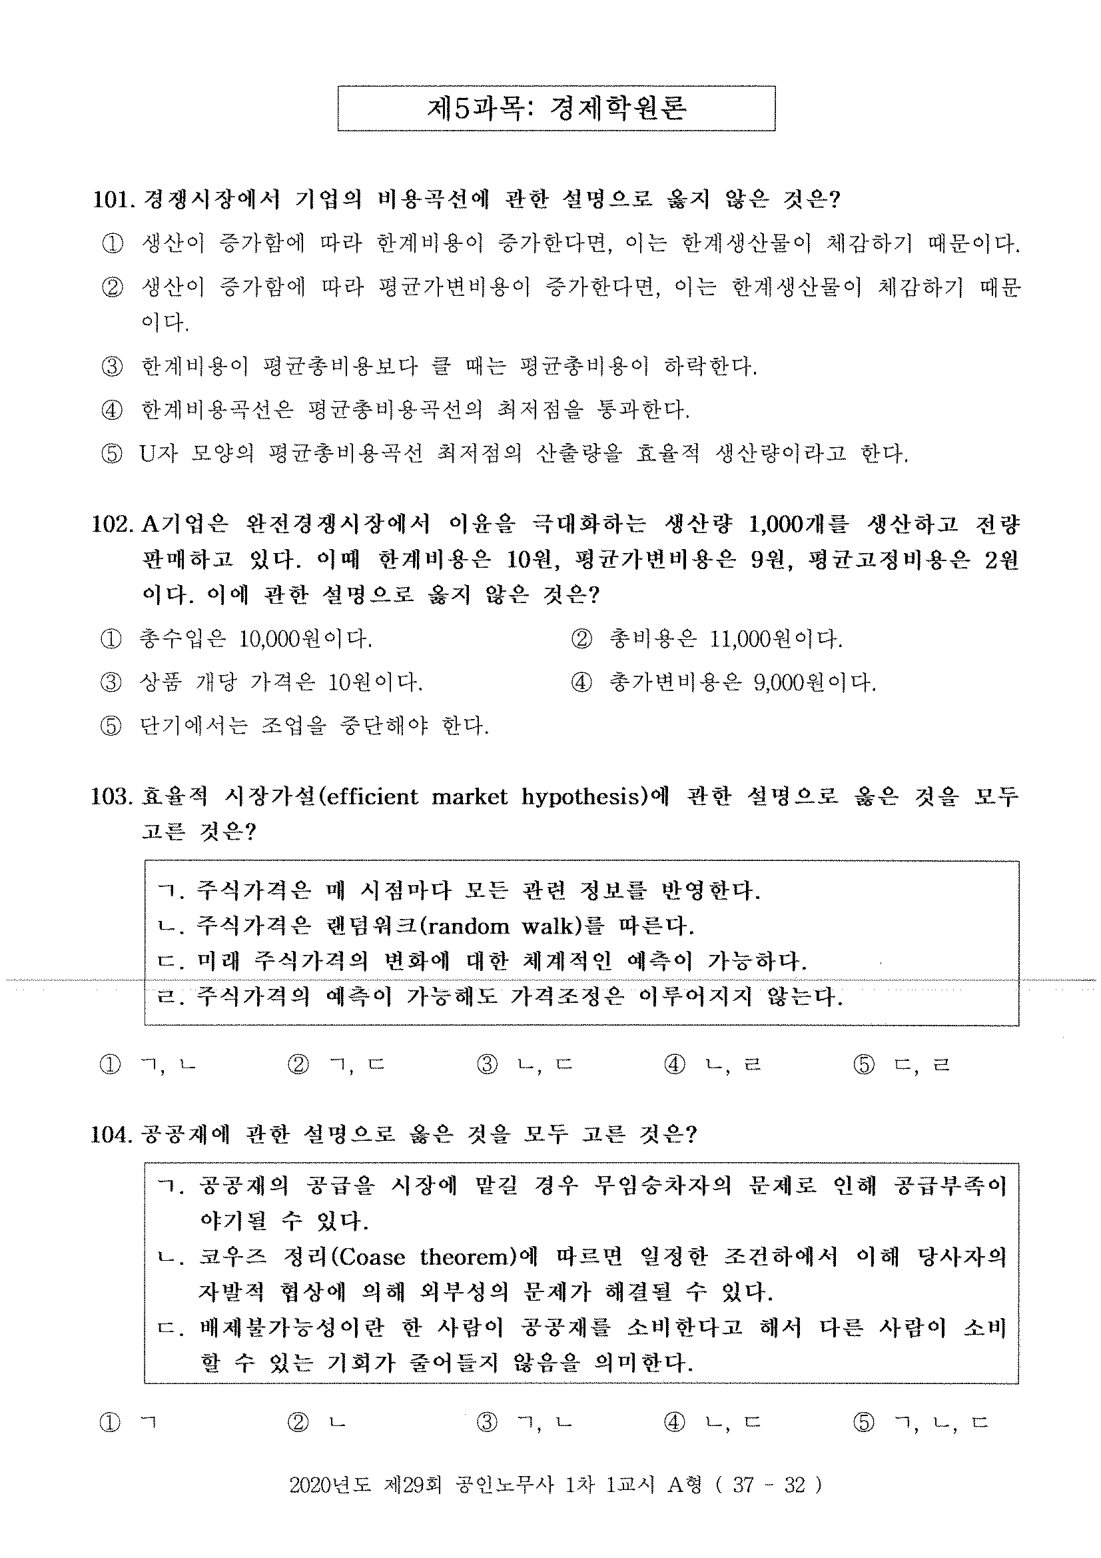 제5과목: 경제학원론
101. 경쟁시장에서 기업의 비용곡선에 관한 설명으로 옳지 않은 것은?
① 생산이 증가함에 따라 한계비용이 증가한다면, 이는 한계생산물이 체감하기 때문이다.
② 생산이 증가함에 따라 평균가변비용이 증가한다면, 이는 한계생산물이 체감하기 때문
이다.
③ 한계비용이 평균총비용보다 클 때는 평균총비용이 하락한다.
④ 한계비용곡선은 평균총비용곡선의 최저점을 통과한다.
⑤ U자 모양의 평균총비용곡선 최저점의 산출량을 효율적 생산량이라고 한다.
102. A기업은 완전경쟁시장에서 이윤을 극대화하는 생산량 1,000개를 생산하고 전량
판매하고 있다. 이때 한계비용은 10원, 평균가변비용은 9원, 평균고정비용은 2원
이다. 이에 관한 설명으로 옳지 않은 것은?
① 총수입은 10,000원이다. ② 총비용은 11,000원이다.
③ 상품 개당 가격은 10원이다. ④ 총가변비용은 9,000원이다.
⑤ 단기에서는 조업을 중단해야 한다.
103. 효율적 시장가설(efficient market hypothesis)에 관한 설명으로 옳은 것을 모두
고른 것은?
ㄱ. 주식가격은 매 시점마다 모든 관련 정보를 반영한다.
ㄴ. 주식가격은 랜덤워크(random walk)를 따른다.
ㄷ. 미래 주식가격의 변화에 대한 체계적인 예측이 가능하다.
ㄹ. 주식가격의 예측이 가능해도 가격조정은 이루어지지 않는다.
① ㄱ, ㄴ ② ㄱ, ㄷ ③ ㄴ, ㄷ ④ ㄴ, ㄹ ⑤ ㄷ, ㄹ
104. 공공재에 관한 설명으로 옳은 것을 모두 고른 것은?
ㄱ. 공공재의 공급을 시장에 맡길 경우 무임승차자의 문제로 인해 공급부족이
야기될 수 있다.
ㄴ. 코우즈 정리(Coase theorem)에 따르면 일정한 조건하에서 이해 당사자의
자발적 협상에 의해 외부성의 문제가 해결될 수 있다.
ㄷ. 배제불가능성이란 한 사람이 공공재를 소비한다고 해서 다른 사람이 소비
할 수 있는 기회가 줄어들지 않음을 의미한다.
① ㄱ ② ㄴ ③ ㄱ, ㄴ ④ ㄴ, ㄷ ⑤ ㄱ, ㄴ, ㄷ
2020년도 제29회 공인노무사 1차 1교시 A형 ( 37 - 32 )